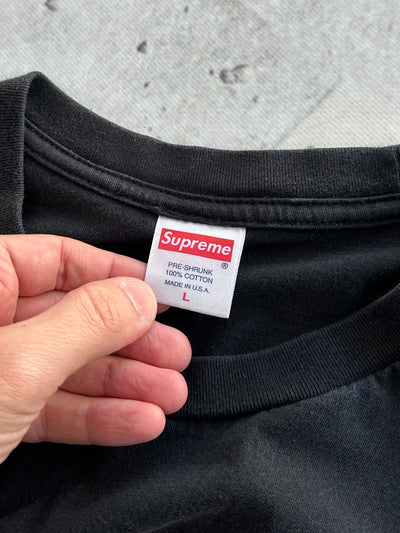 Supreme®
PRE-SHRUNK
100% COTTON
MADE IN U.S.A.
L